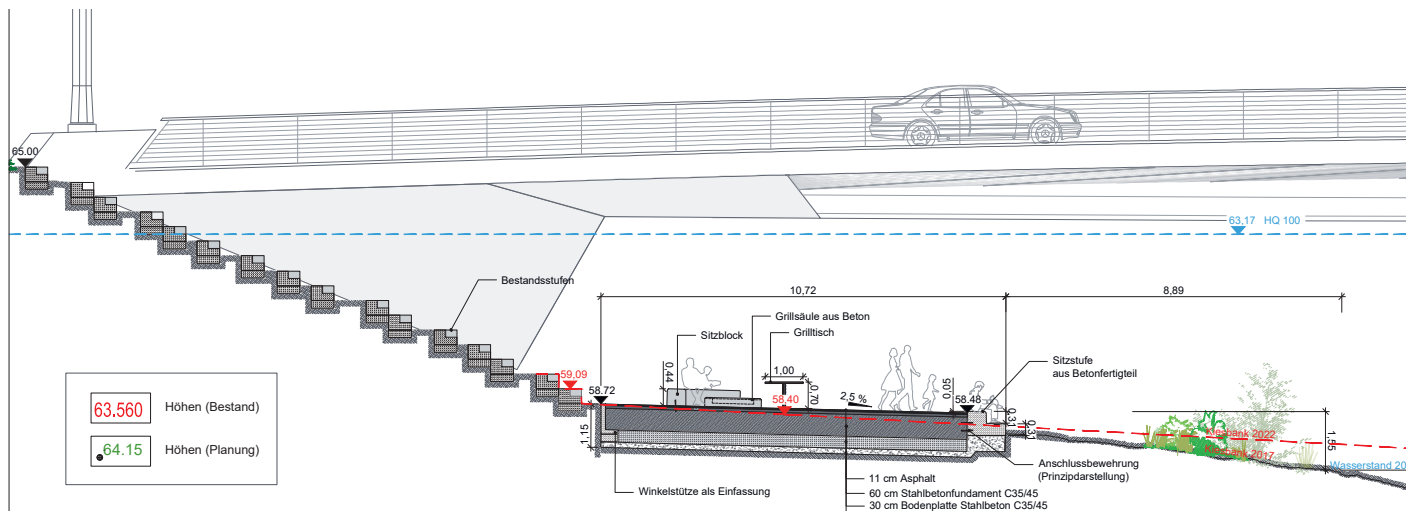 65.00
63,17 HQ 100
Bestandsstufen
10,72
8,89
Grillsäule aus Beton
Sitzblock
Grilltisch
Sitzstufe
aus Betonfertigteil
59,09
0,44
1,00
0,70
58,40
2,5 %
0,05
58.72
58.48
0,31
0,31
1,15
1,55
63.560 Höhen (Bestand)
64.15 Höhen (Planung)
Kiesbank 2022
Kiesbank 2017
Wasserstand 20
Anschlussbewehrung
(Prinzipdarstellung)
Winkelstütze als Einfassung
11 cm Asphalt
60 cm Stahlbetonfundament C35/45
30 cm Bodenplatte Stahlbeton C35/45